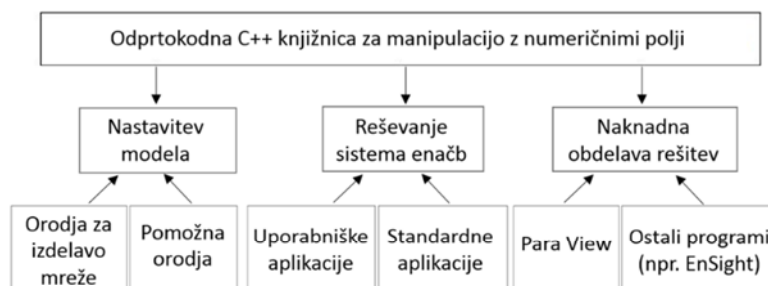 Odprtokodna C++ knjižnica za manipulacijo z numeričnimi polji
Nastavitev
modela
Reševanje
sistema enačb
Naknadna
obdelava rešitev
Orodja za
izdelavo
mreže
Pomožna
orodja
Uporabniške
aplikacije
Standardne
aplikacije
Para View
Ostali programi
(npr. EnSight)